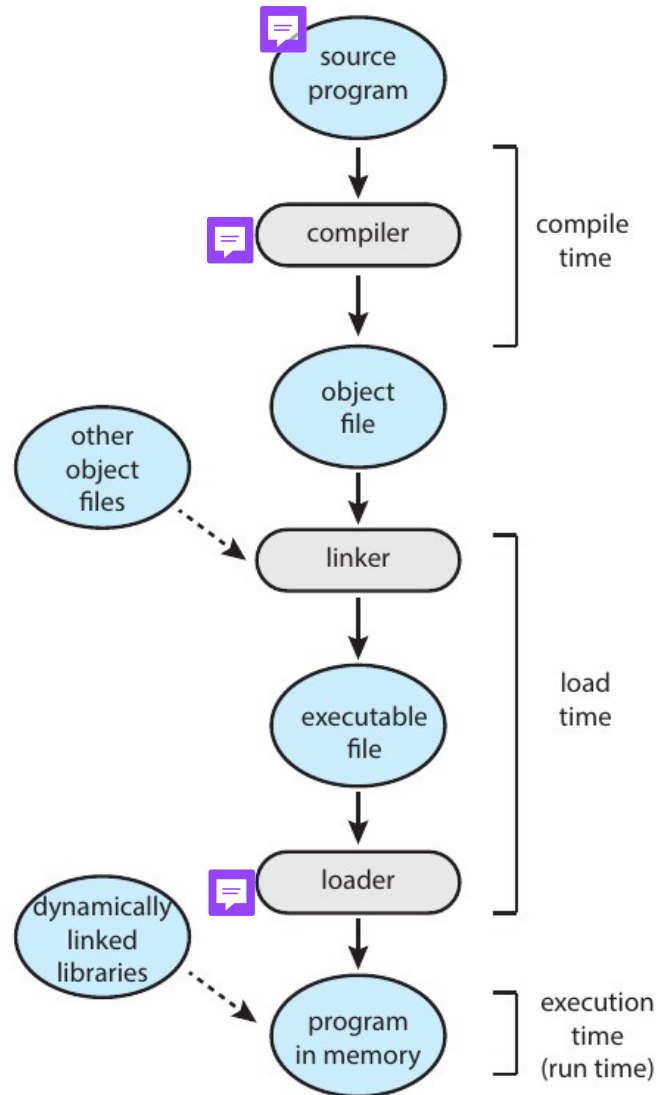 source
program
compiler
compile
time
object
file
other
object
files
linker
load
time
executable
file
loader
dynamically
linked
libraries
program
in memory
execution
time
(run time)